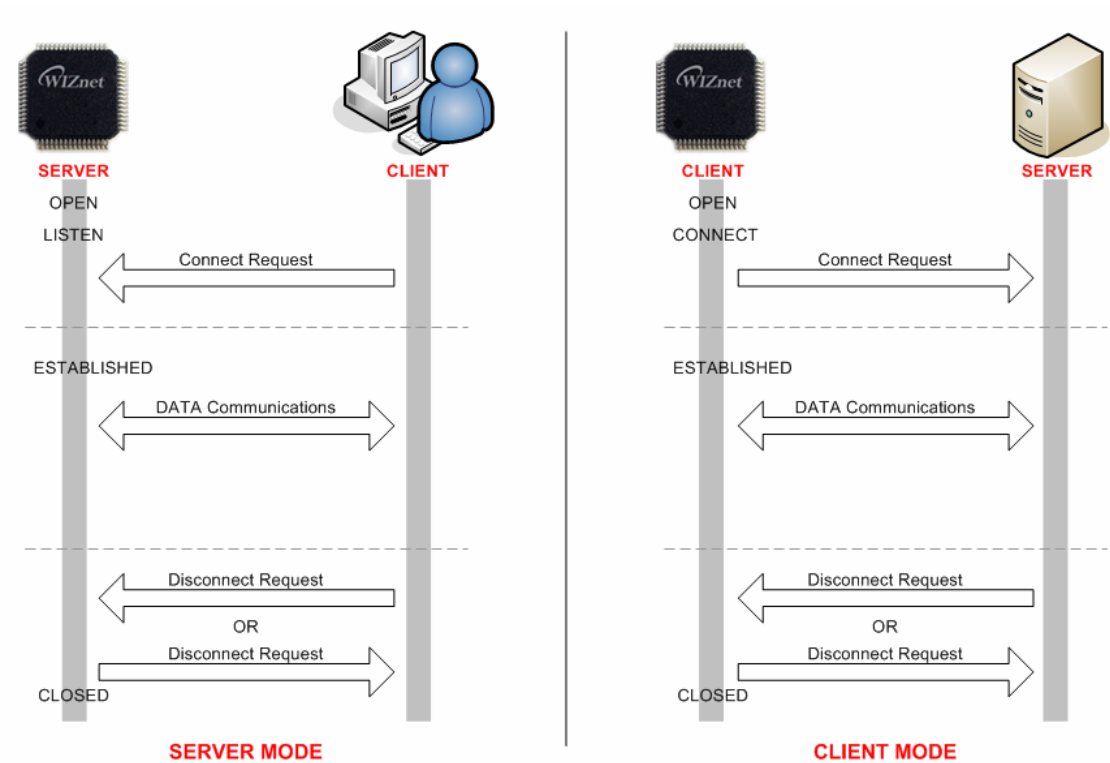 WIZnet
SERVER
CLIENT
OPEN
LISTEN
Connect Request
ESTABLISHED
DATA Communications
Disconnect Request
OR
Disconnect Request
CLOSED
SERVER MODE
WIZnet
CLIENT
SERVER
OPEN
CONNECT
Connect Request
ESTABLISHED
DATA Communications
Disconnect Request
OR
Disconnect Request
CLOSED
CLIENT MODE